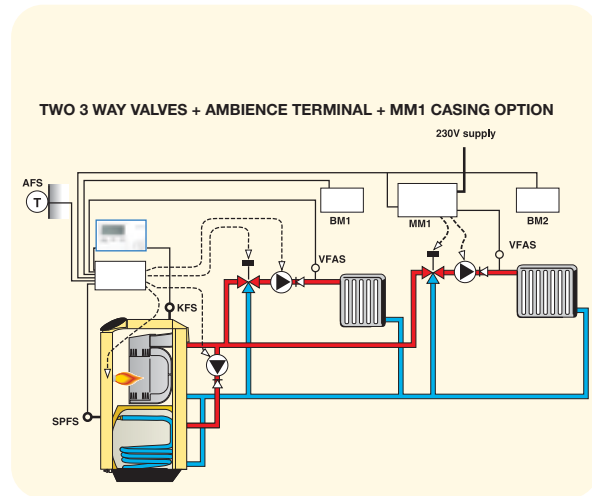 TWO 3 WAY VALVES + AMBIENCE TERMINAL + MM1 CASING OPTION
230V supply
AFS
T
BM1
MM1
BM2
VFAS
VFAS
KFS
SPFS